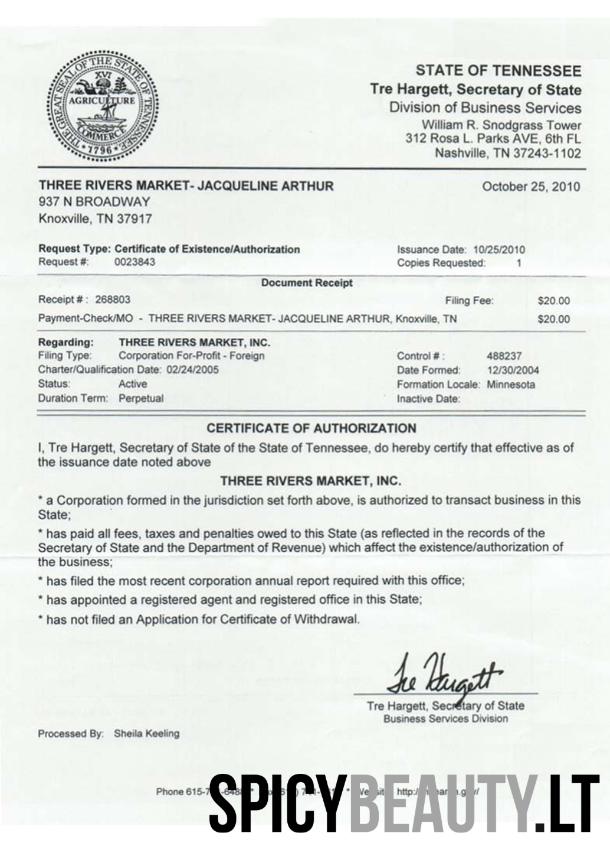 THE GREAT SEAL OF THE STATE OF TENNESSEE
XVI
AGRICULTURE
COMMERCE
1796
STATE OF TENNESSEE
Tre Hargett, Secretary of State
Division of Business Services
William R. Snodgrass Tower
312 Rosa L. Parks AVE, 6th FL
Nashville, TN 37243-1102
THREE RIVERS MARKET- JACQUELINE ARTHUR October 25, 2010
937 N BROADWAY
Knoxville, TN 37917
Request Type: Certificate of Existence/Authorization Issuance Date: 10/25/2010
Request #: 0023843 Copies Requested: 1
Document Receipt
Receipt # : 268803 Filing Fee: $20.00
Payment-Check/MO - THREE RIVERS MARKET- JACQUELINE ARTHUR, Knoxville, TN $20.00
Regarding: THREE RIVERS MARKET, INC.
Filing Type: Corporation For-Profit - Foreign Control # : 488237
Charter/Qualification Date: 02/24/2005 Date Formed: 12/30/2004
Status: Active Formation Locale: Minnesota
Duration Term: Perpetual Inactive Date:
CERTIFICATE OF AUTHORIZATION
I, Tre Hargett, Secretary of State of the State of Tennessee, do hereby certify that effective as of
the issuance date noted above
THREE RIVERS MARKET, INC.
* a Corporation formed in the jurisdiction set forth above, is authorized to transact business in this
State;
* has paid all fees, taxes and penalties owed to this State (as reflected in the records of the
Secretary of State and the Department of Revenue) which affect the existence/authorization of
the business;
* has filed the most recent corporation annual report required with this office;
* has appointed a registered agent and registered office in this State;
* has not filed an Application for Certificate of Withdrawal.
Tre Hargett
Tre Hargett, Secretary of State
Business Services Division
Processed By: Sheila Keeling
Phone
SPICYBEAUTY.LT